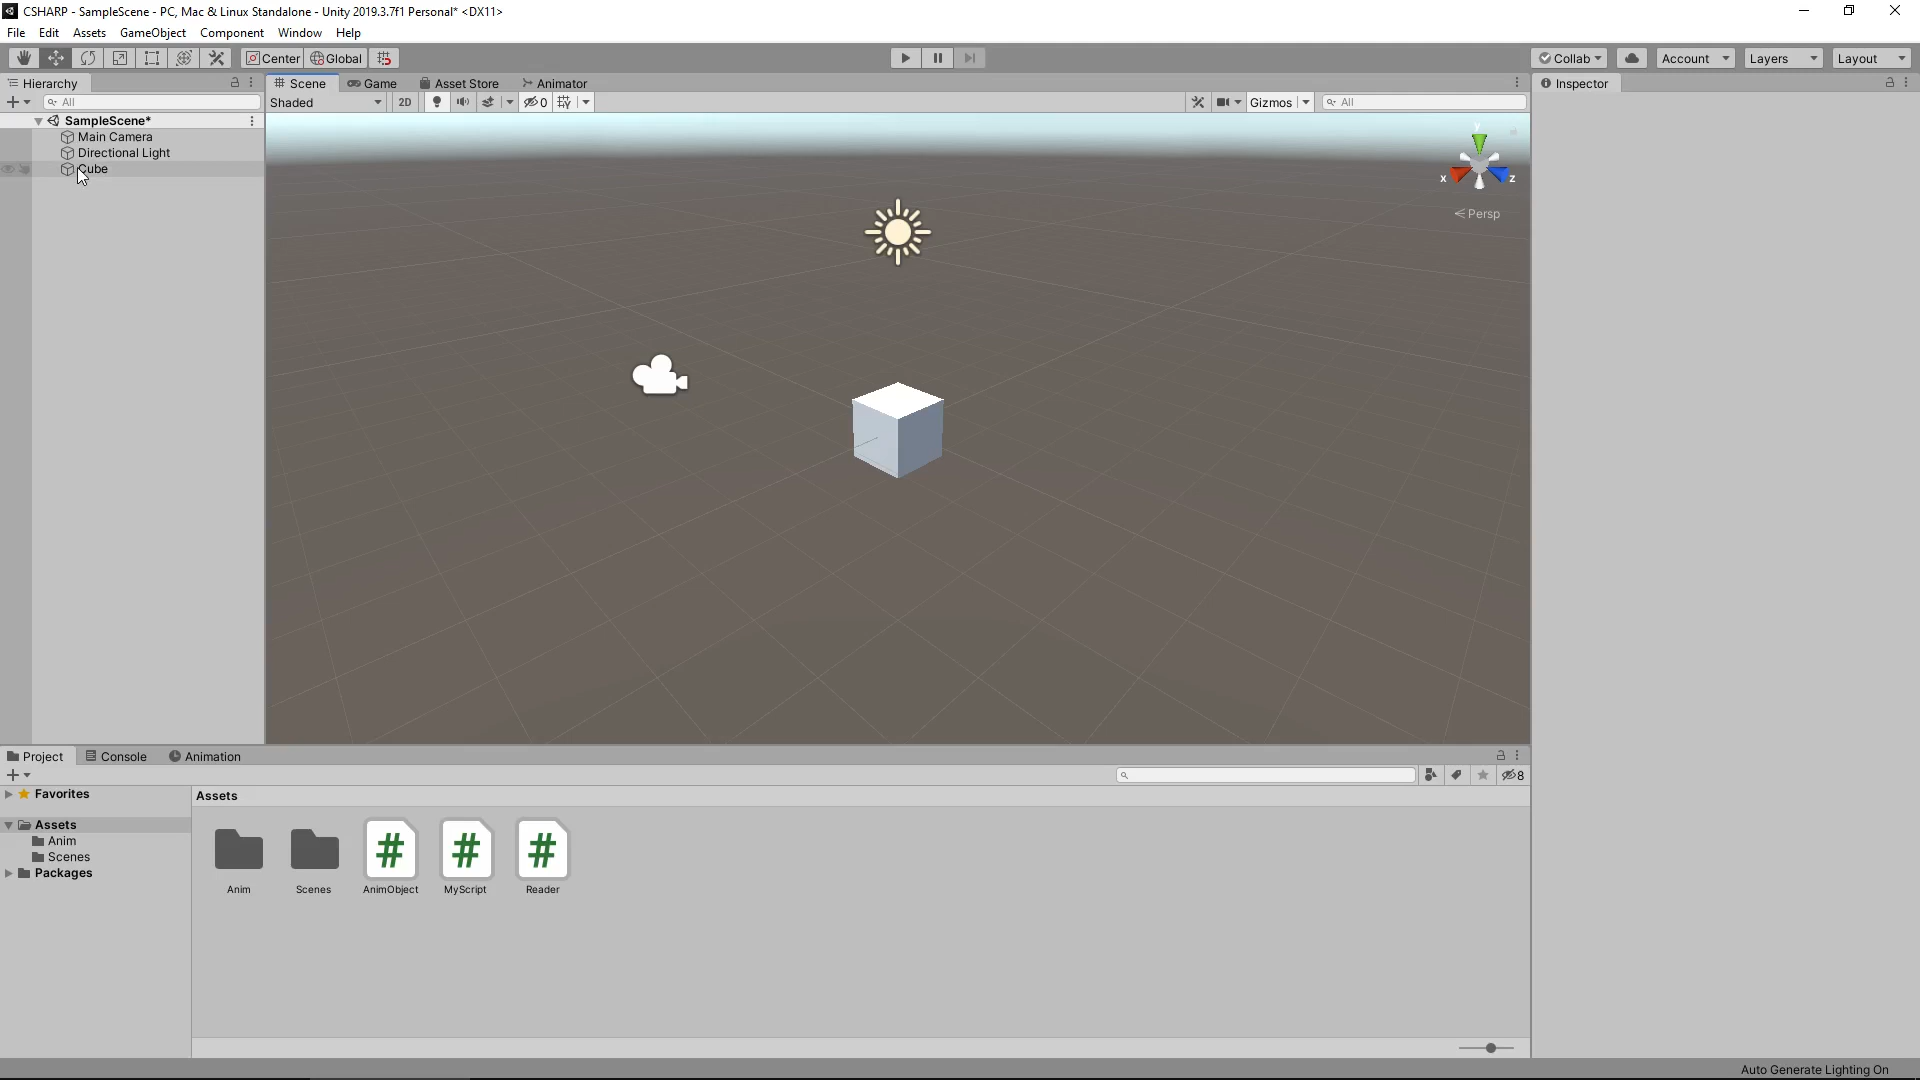 CSHARP - SampleScene - PC, Mac & Linux Standalone - Unity 2019.3.7f1 Personal* <DX11>
File Edit Assets GameObject Component Window Help
Center Global Collab Account Layers Layout
Hierarchy Scene Game Asset Store Animator Inspector
All Shaded 2D 0 Gizmos All
SampleScene*
Main Camera
Directional Light
Cube
y
x z
Persp
Project Console Animation
8
Favorites
Assets
Anim
Scenes
Packages
Assets
# # #
Anim Scenes AnimObject MyScript Reader
Auto Generate Lighting On